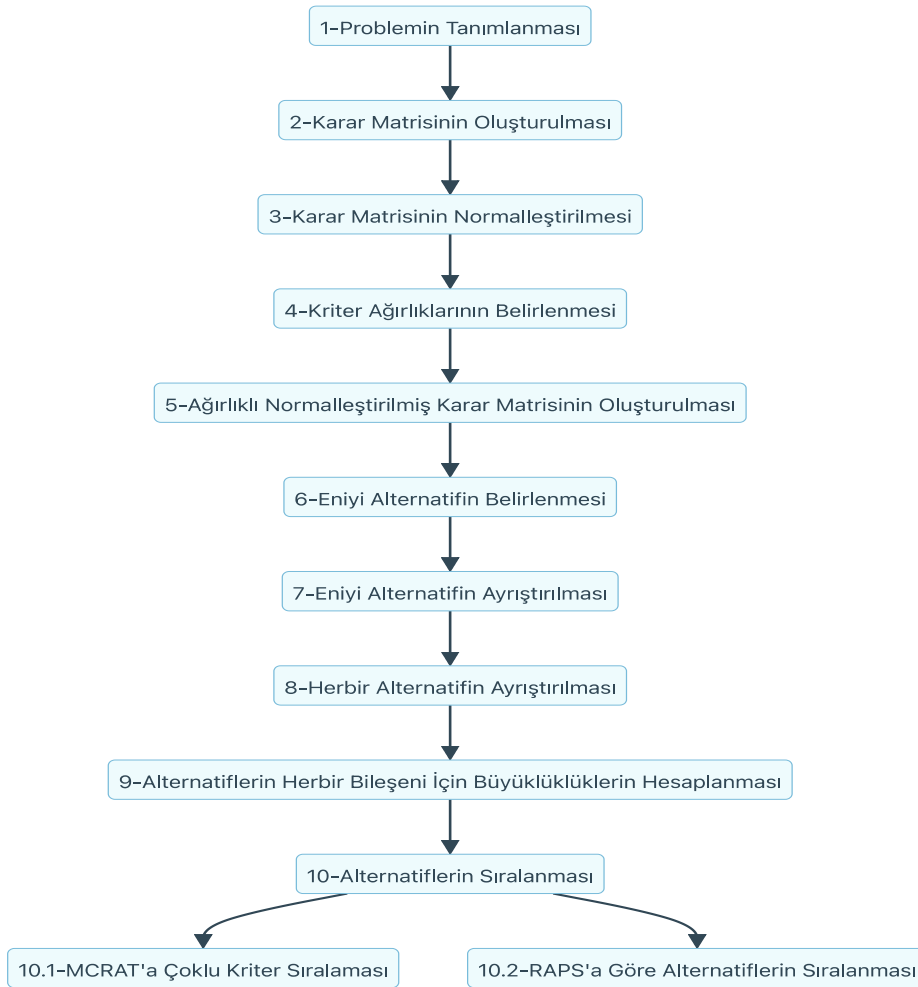 1-Problemin Tanımlanması
2-Karar Matrisinin Oluşturulması
3-Karar Matrisinin Normalleştirilmesi
4-Kriter Ağırlıklarının Belirlenmesi
5-Ağırlıklı Normalleştirilmiş Karar Matrisinin Oluşturulması
6-Eniyi Alternatifin Belirlenmesi
7-Eniyi Alternatifin Ayrıştırılması
8-Herbir Alternatifin Ayrıştırılması
9-Alternatiflerin Herbir Bileşeni İçin Büyüklüklüklerin Hesaplanması
10-Alternatiflerin Sıralanması
10.1-MCRAT'a Çoklu Kriter Sıralaması
10.2-RAPS'a Göre Alternatiflerin Sıralanması